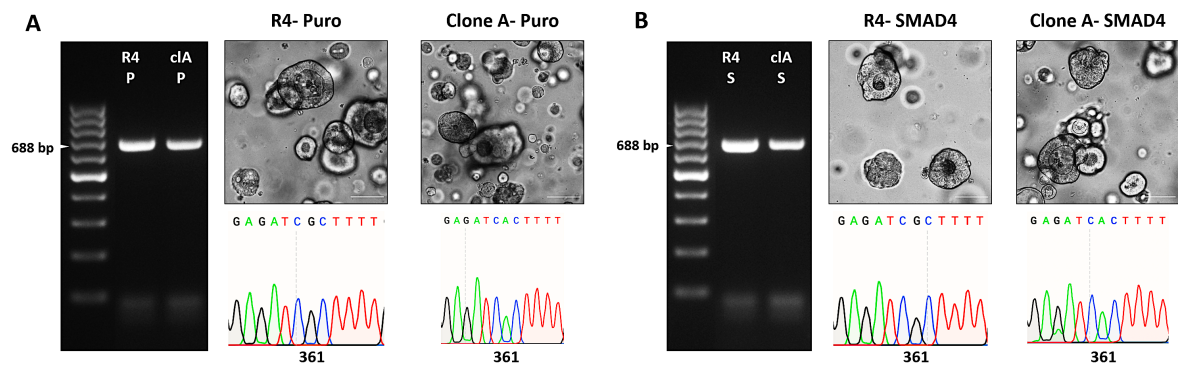 A
R4- Puro
Clone A- Puro
R4 clA
P P
688 bp
G A G A T C G C T T T T
G A G A T C A C T T T T
361
361
B
R4- SMAD4
Clone A- SMAD4
R4 clA
S S
688 bp
G A G A T C G C T T T T
G A G A T C A C T T T T
361
361